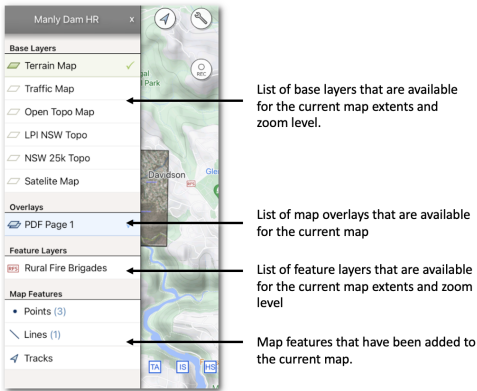 Manly Dam HR x
Base Layers
Terrain Map
Traffic Map
Open Topo Map
LPI NSW Topo
NSW 25k Topo
Satelite Map
Overlays
PDF Page 1
Feature Layers
RFS Rural Fire Brigades
Map Features
Points (3)
Lines (1)
Tracks
REC
Park
Davidson
RFS
TA
IS
HS
List of base layers that are available
for the current map extents and
zoom level.
List of map overlays that are available
for the current map
List of feature layers that are available
for the current map extents and zoom
level
Map features that have been added to
the current map.